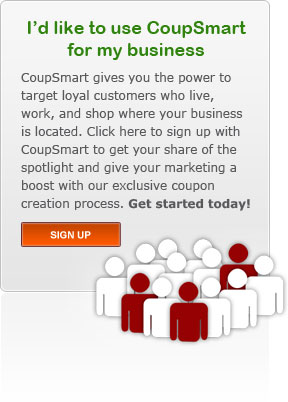 I'd like to use CoupSmart
for my business
CoupSmart gives you the power to
target loyal customers who live,
work, and shop where your business
is located. Click here to sign up with
CoupSmart to get your share of the
spotlight and give your marketing a
boost with our exclusive coupon
creation process. Get started today!
SIGN UP